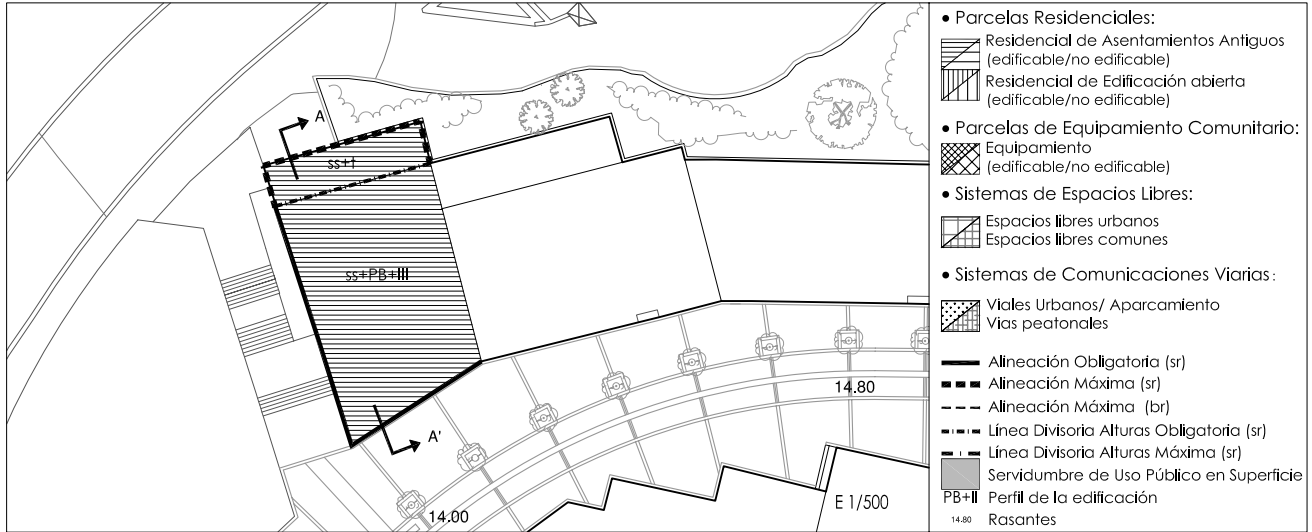 A
ss+t
ss+PB+III
A'
14.80
14.00
E 1/500
• Parcelas Residenciales:
Residencial de Asentamientos Antiguos
(edificable/no edificable)
Residencial de Edificación abierta
(edificable/no edificable)
• Parcelas de Equipamiento Comunitario:
Equipamiento
(edificable/no edificable)
• Sistemas de Espacios Libres:
Espacios libres urbanos
Espacios libres comunes
• Sistemas de Comunicaciones Viarias:
Viales Urbanos/ Aparcamiento
Vias peatonales
Alineación Obligatoria (sr)
Alineación Máxima (sr)
Alineación Máxima (br)
Línea Divisoria Alturas Obligatoria (sr)
Línea Divisoria Alturas Máxima (sr)
Servidumbre de Uso Público en Superficie
PB+II Perfil de la edificación
14.80 Rasantes